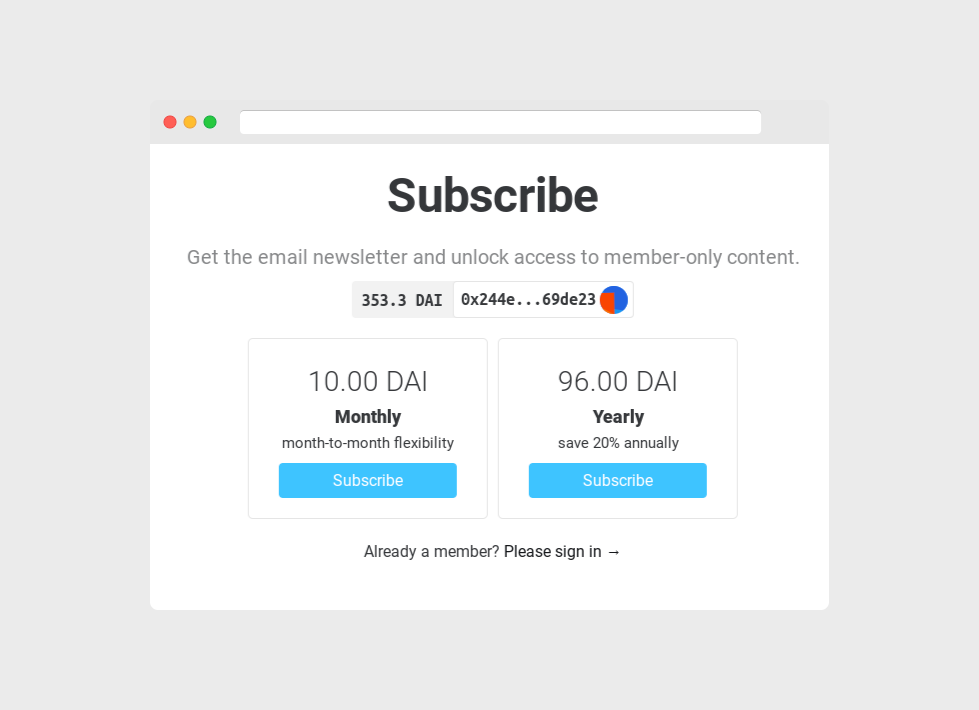 Subscribe
Get the email newsletter and unlock access to member-only content.
353.3 DAI 0x244e...69de23
10.00 DAI
Monthly
month-to-month flexibility
Subscribe
96.00 DAI
Yearly
save 20% annually
Subscribe
Already a member? Please sign in →